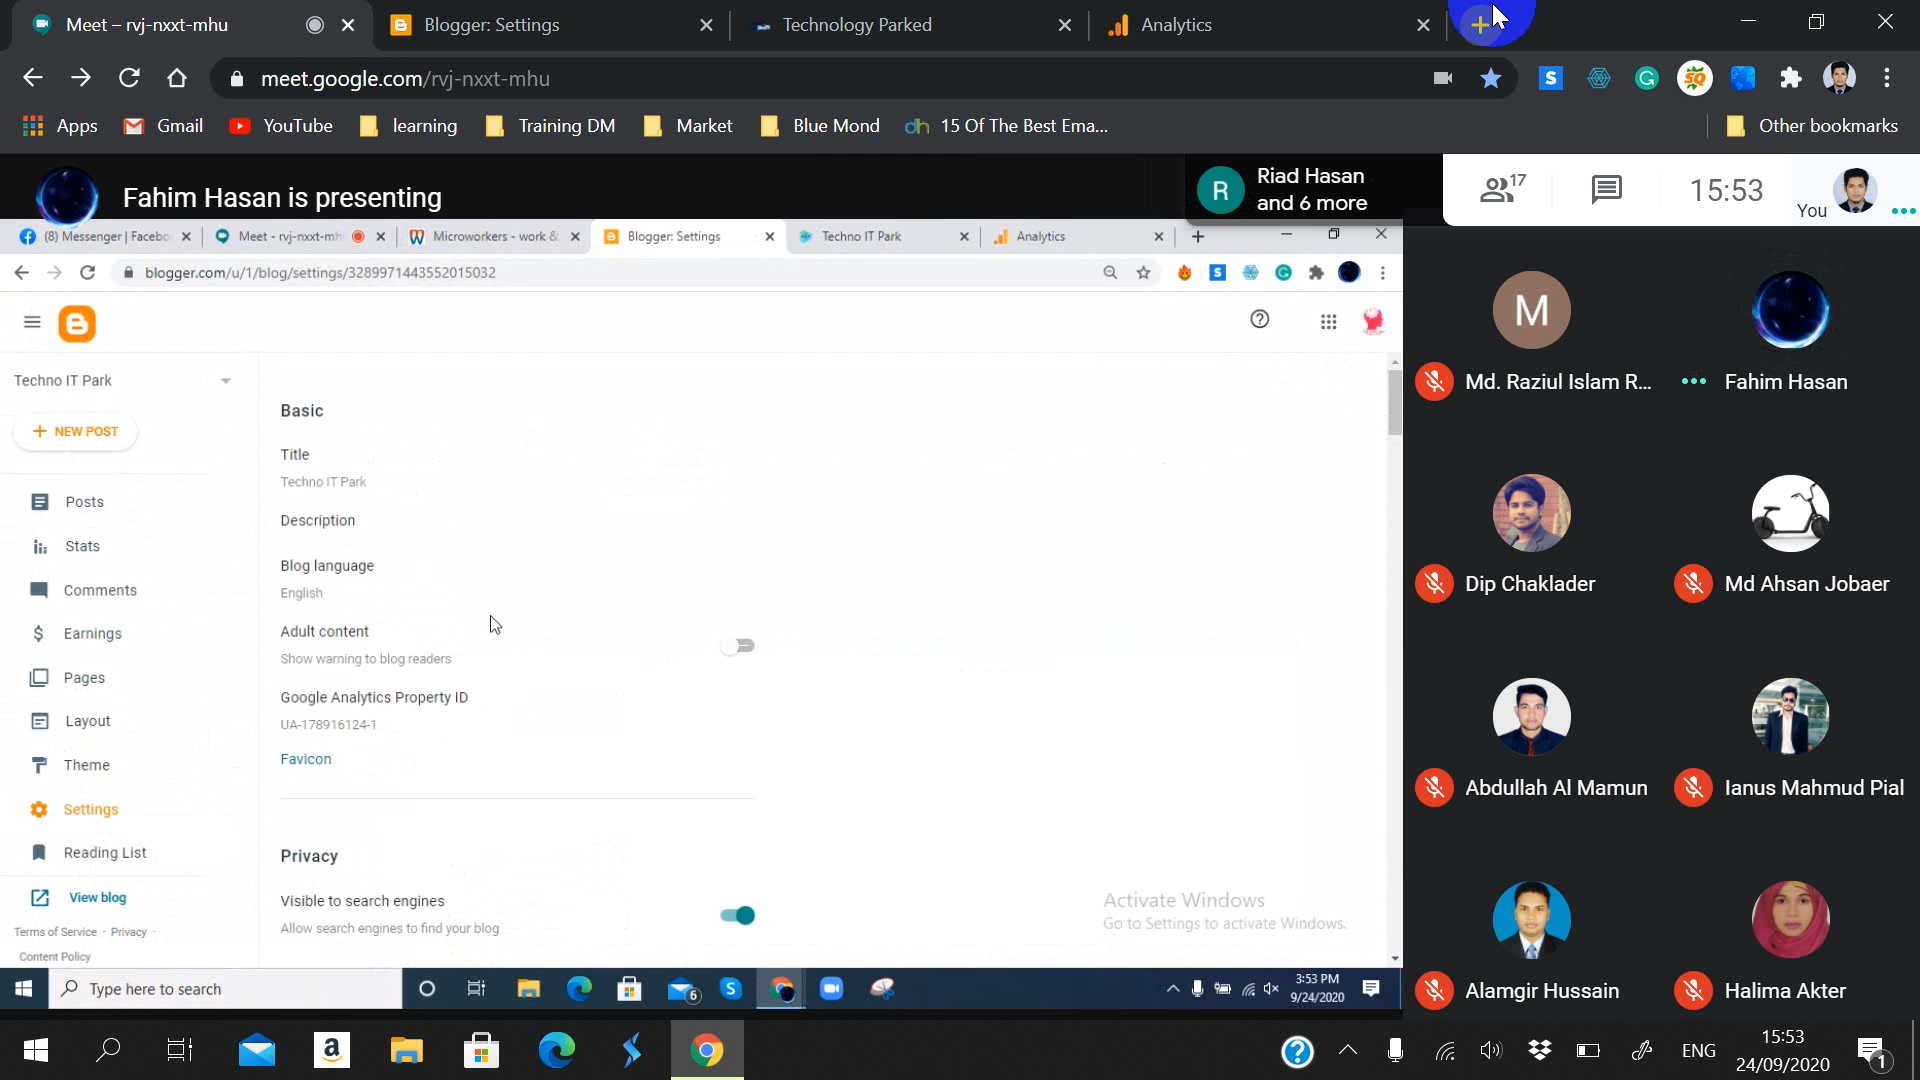 Meet – rvj-nxxt-mhu
Blogger: Settings
Technology Parked
Analytics
meet.google.com/rvj-nxxt-mhu
Apps
Gmail
YouTube
learning
Training DM
Market
Blue Mond
15 Of The Best Ema...
Other bookmarks
Fahim Hasan is presenting
R
Riad Hasan
and 6 more
17
15:53
You
(8) Messenger | Facebo
Meet - rvj-nxxt-mh
Microworkers - work &
Blogger: Settings
Techno IT Park
Analytics
blogger.com/u/1/blog/settings/3289971443552015032
Techno IT Park
NEW POST
Posts
Stats
Comments
Earnings
Pages
Layout
Theme
Settings
Reading List
View blog
Terms of Service · Privacy ·
Content Policy
Basic
Title
Techno IT Park
Description
Blog language
English
Adult content
Show warning to blog readers
Google Analytics Property ID
UA-178916124-1
Favicon
Privacy
Visible to search engines
Allow search engines to find your blog
Activate Windows
Go to Settings to activate Windows.
M
Md. Raziul Islam R...
Fahim Hasan
Dip Chaklader
Md Ahsan Jobaer
Abdullah Al Mamun
Ianus Mahmud Pial
Alamgir Hussain
Halima Akter
Type here to search
6
3:53 PM
9/24/2020
ENG
15:53
24/09/2020
1